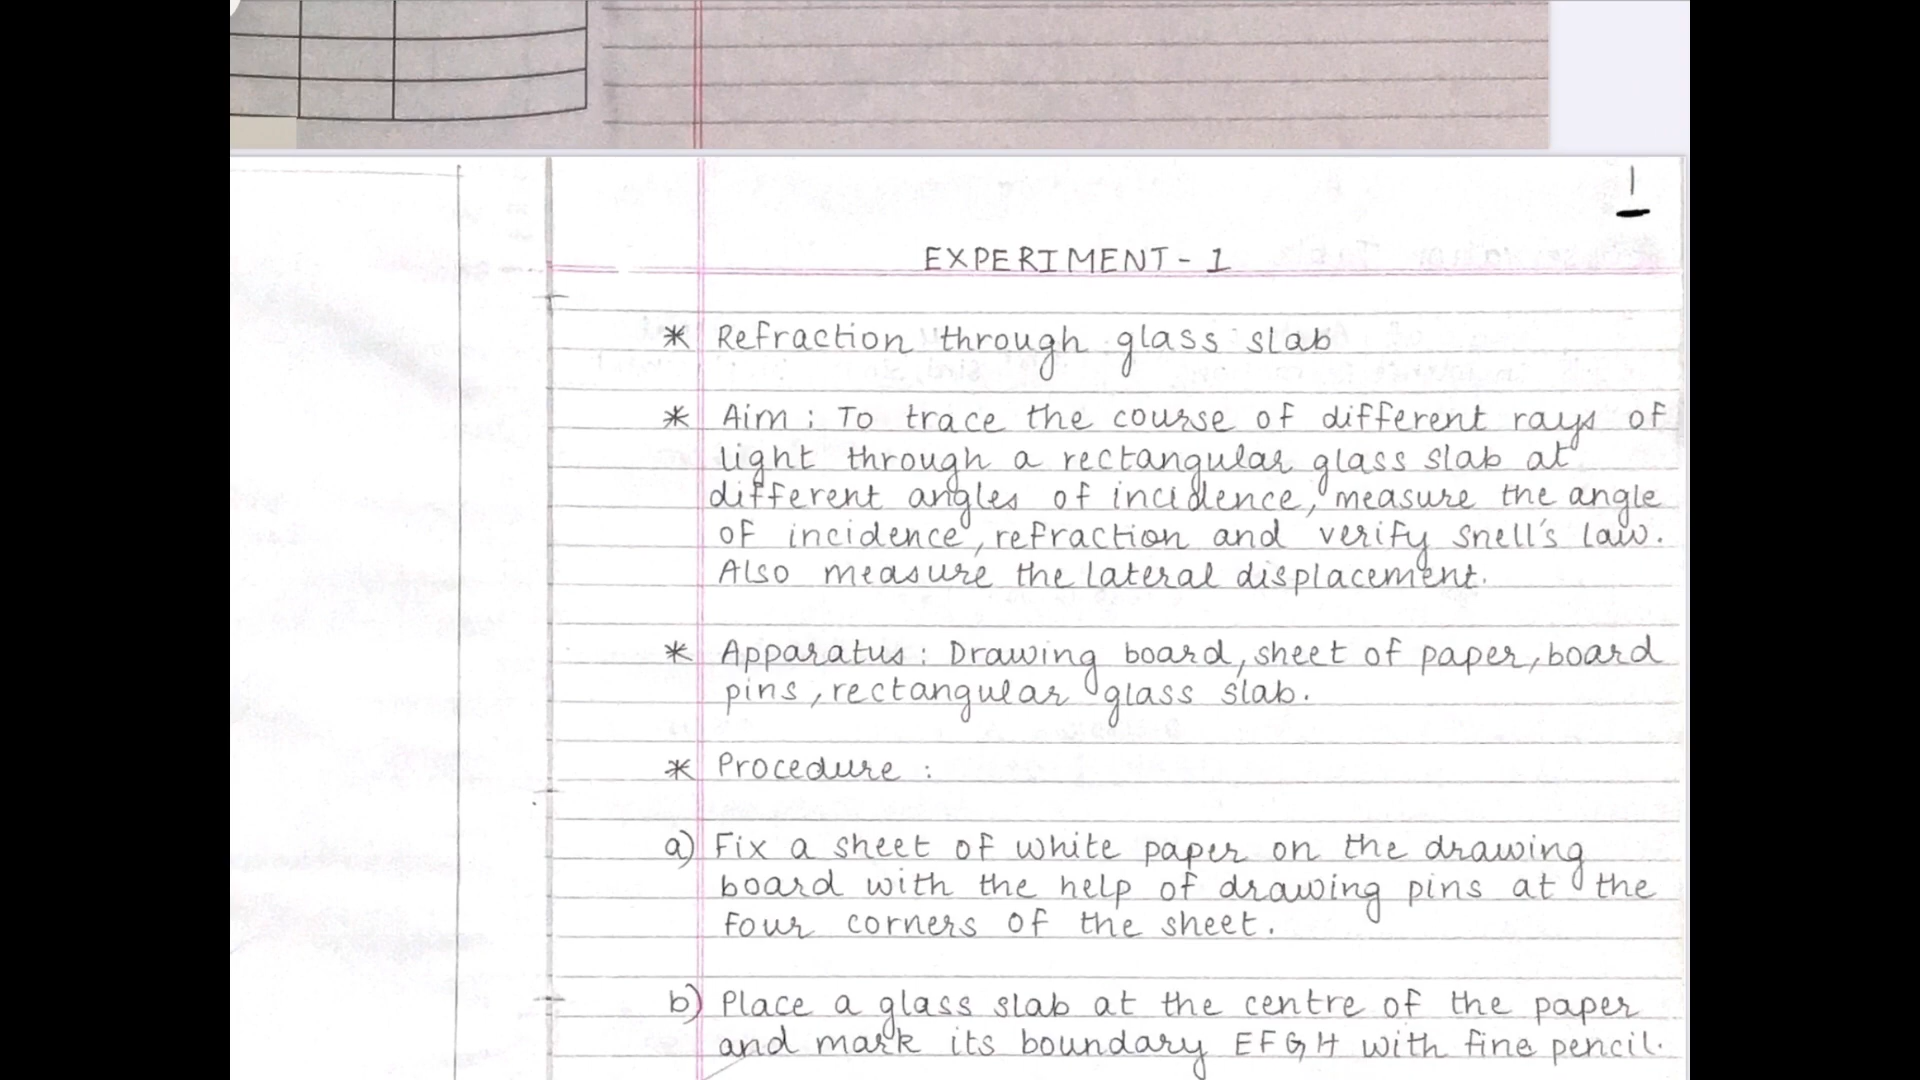 1
EXPERIMENT - 1
* Refraction through glass slab
* Aim : To trace the course of different rays of
light through a rectangular glass slab at
different angles of incidence, measure the angle
of incidence, refraction and verify snell's law.
Also measure the lateral displacement.
* Apparatus : Drawing board, sheet of paper, board
pins, rectangular glass slab.
* Procedure :
a) Fix a sheet of white paper on the drawing
board with the help of drawing pins at the
four corners of the sheet.
b) Place a glass slab at the centre of the paper
and mark its boundary EFGH with fine pencil.